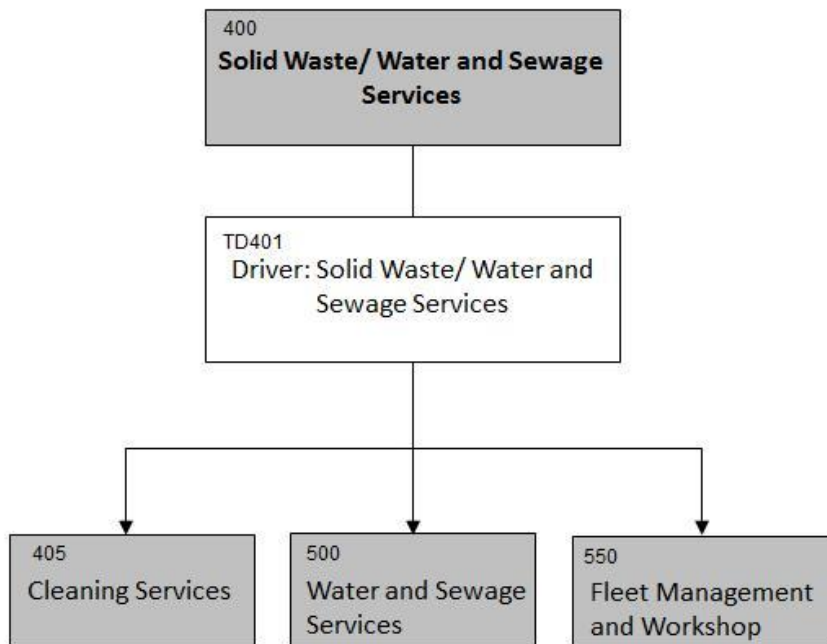 400
Solid Waste/ Water and Sewage
Services
TD401
Driver: Solid Waste/ Water and
Sewage Services
405
Cleaning Services
500
Water and Sewage
Services
550
Fleet Management
and Workshop